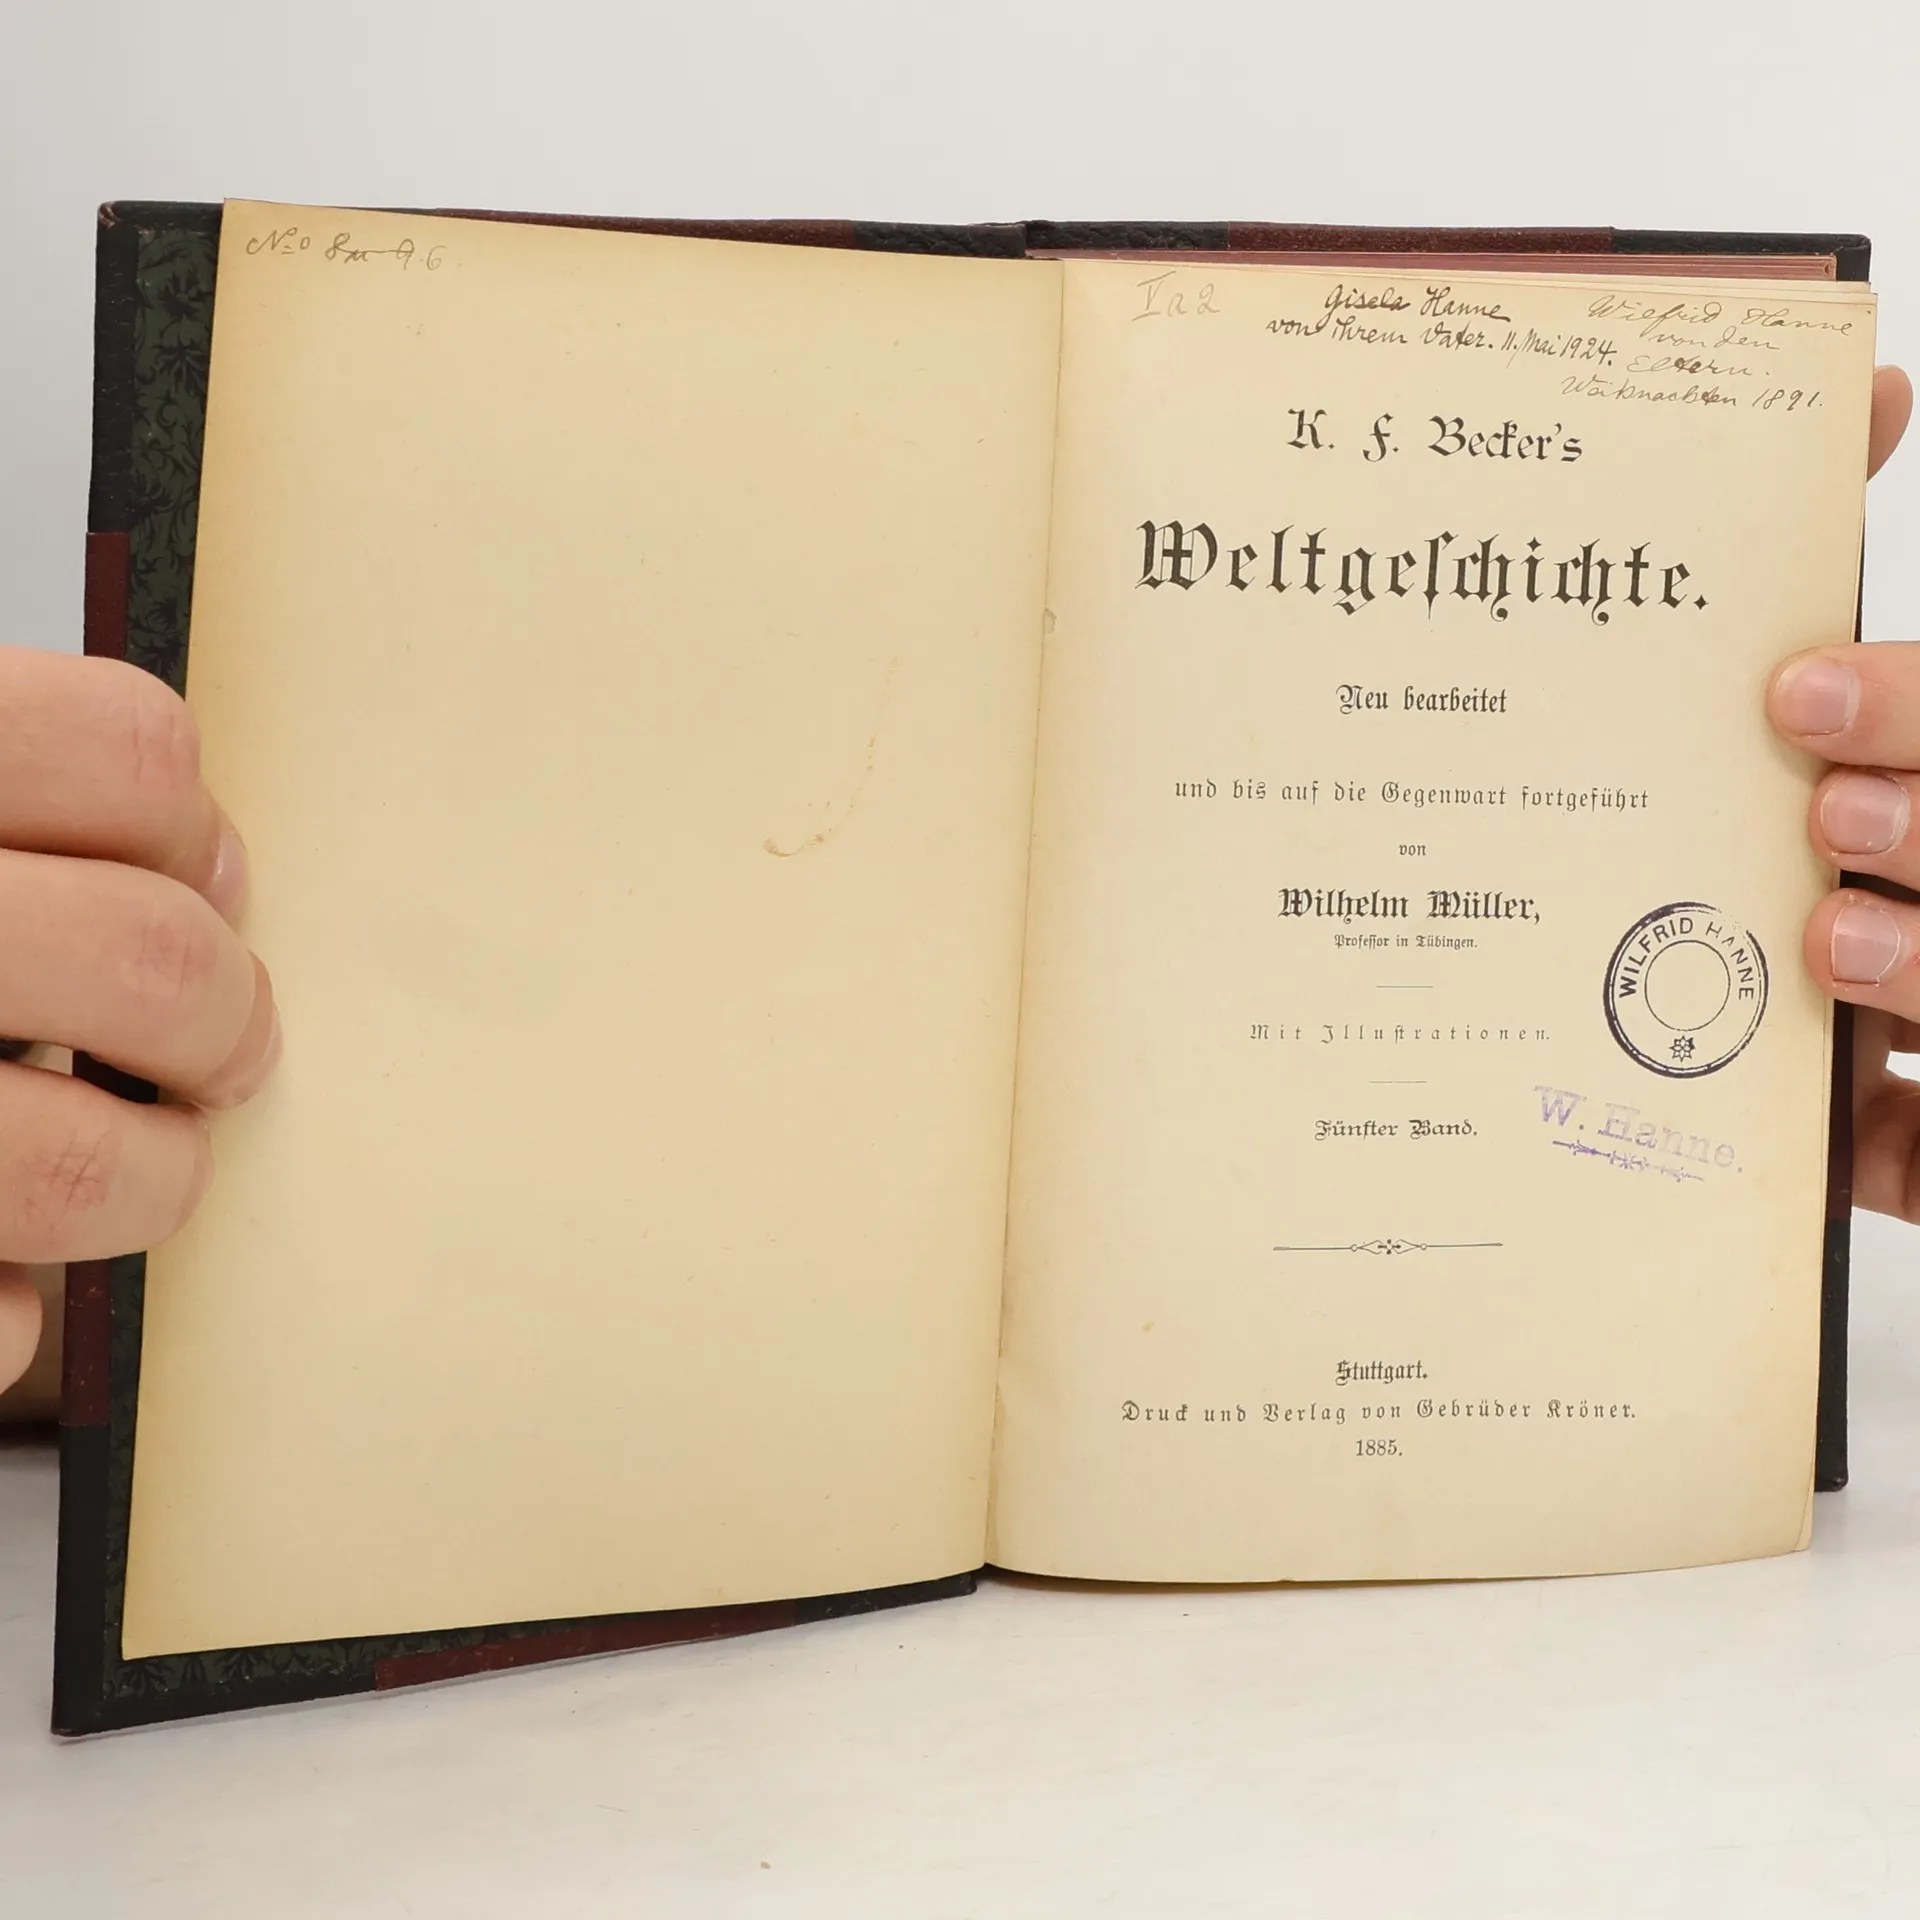 No 8 u 9. 6
V a 2
Gisela Hanne
von ihrem Vater. 11. Mai 1924.
Wilfrid Hanne
von den
Eltern.
Weihnachten 1891.
K. F. Becker's
Weltgeſchichte.
Neu bearbeitet
und bis auf die Gegenwart fortgeführt
von
Wilhelm Müller,
Profeſſor in Tübingen.
Mit Illuſtrationen.
WILFRID HANNE
Fünfter Band.
W. Hanne.
Stuttgart.
Druck und Verlag von Gebrüder Kröner.
1885.